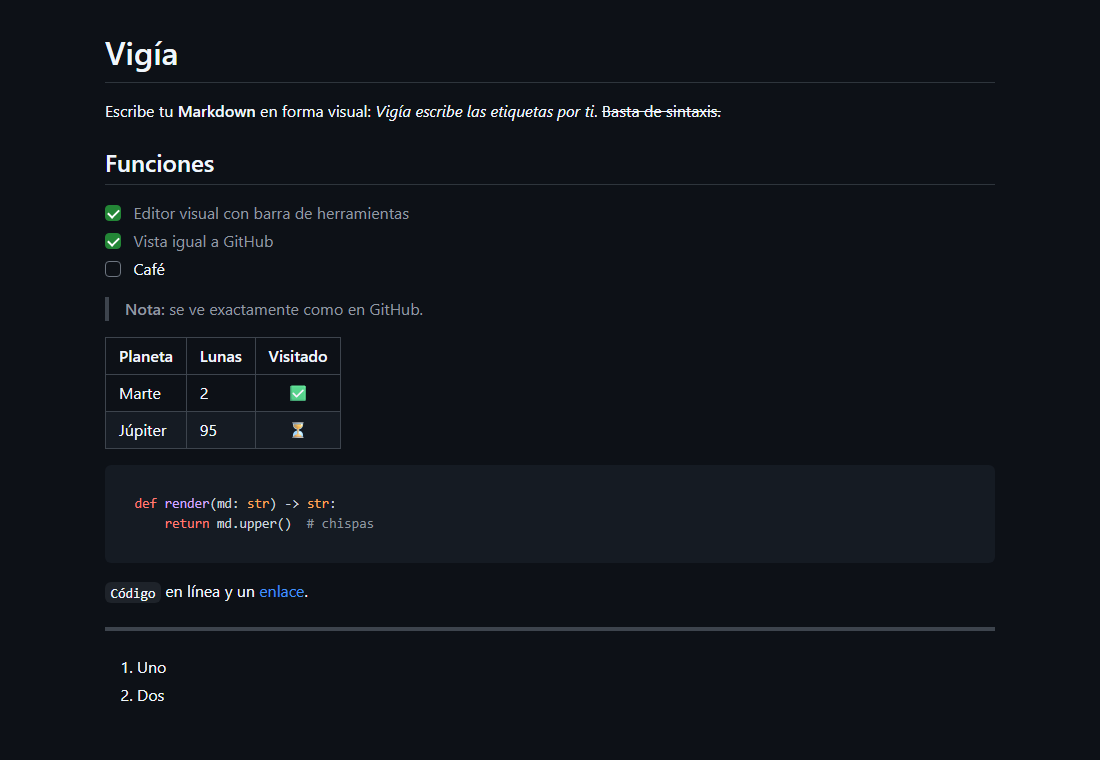 Vigía
Escribe tu Markdown en forma visual: Vigía escribe las etiquetas por ti. Basta de sintaxis.
Funciones
Editor visual con barra de herramientas
Vista igual a GitHub
Café
Nota: se ve exactamente como en GitHub.
Planeta Lunas Visitado
Marte 2 ✅
Júpiter 95 ⏳
def render(md: str) -> str:
    return md.upper()  # chispas
Código en línea y un enlace.
1. Uno
2. Dos